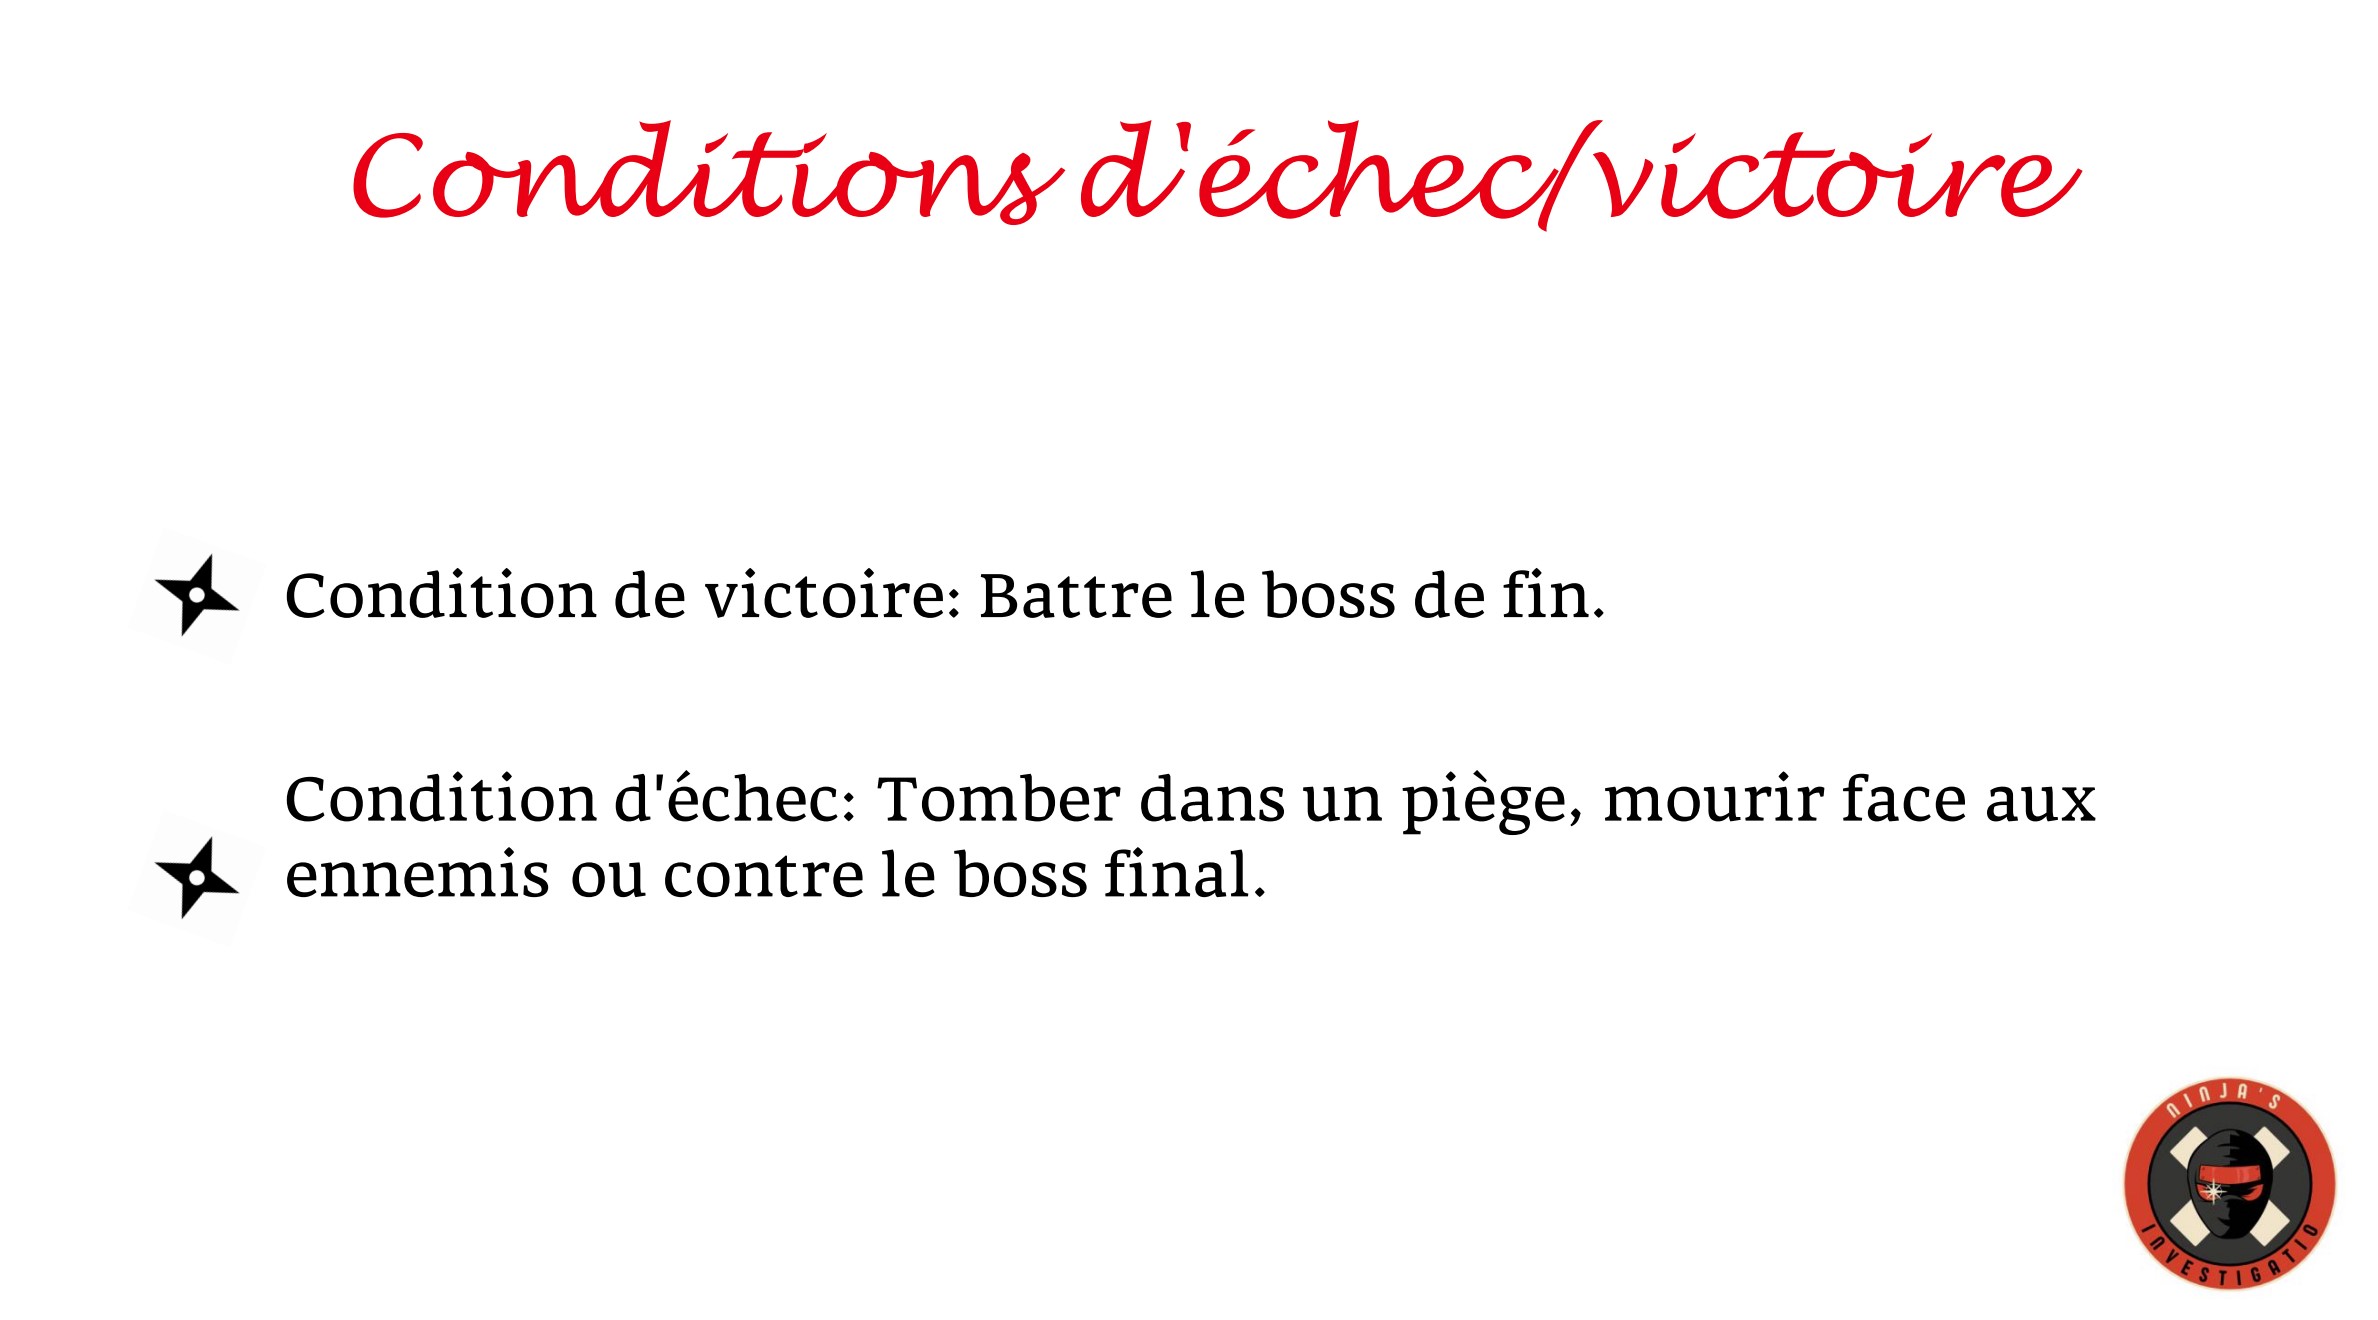 Conditions d'échec/victoire
Condition de victoire: Battre le boss de fin.
Condition d'échec: Tomber dans un piège, mourir face aux
ennemis ou contre le boss final.
NINJA'S
INVESTIGATIO